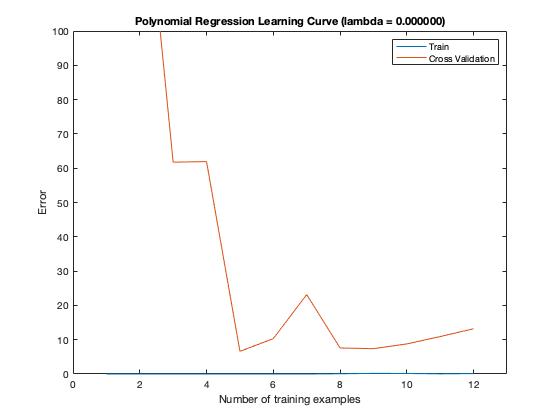 Polynomial Regression Learning Curve (lambda = 0.000000)
Train
Cross Validation
100
90
80
70
60
50
40
30
20
10
0
Error
0 2 4 6 8 10 12
Number of training examples